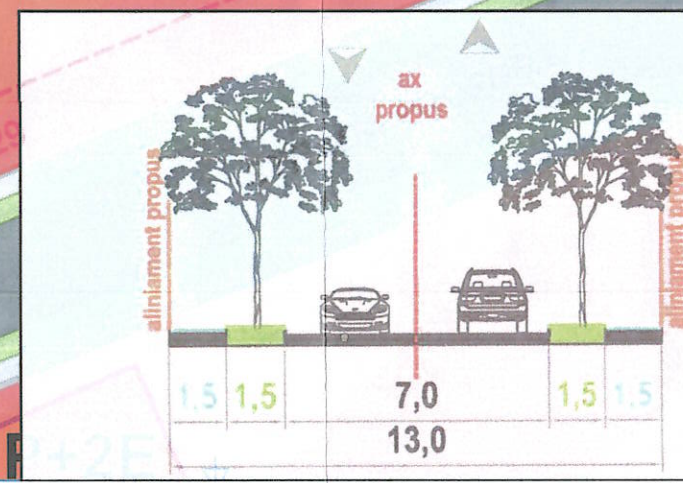 ax
propus
aliniament propus
aliniament propus
1,5 1,5 7,0 1,5 1,5
13,0
P+2E